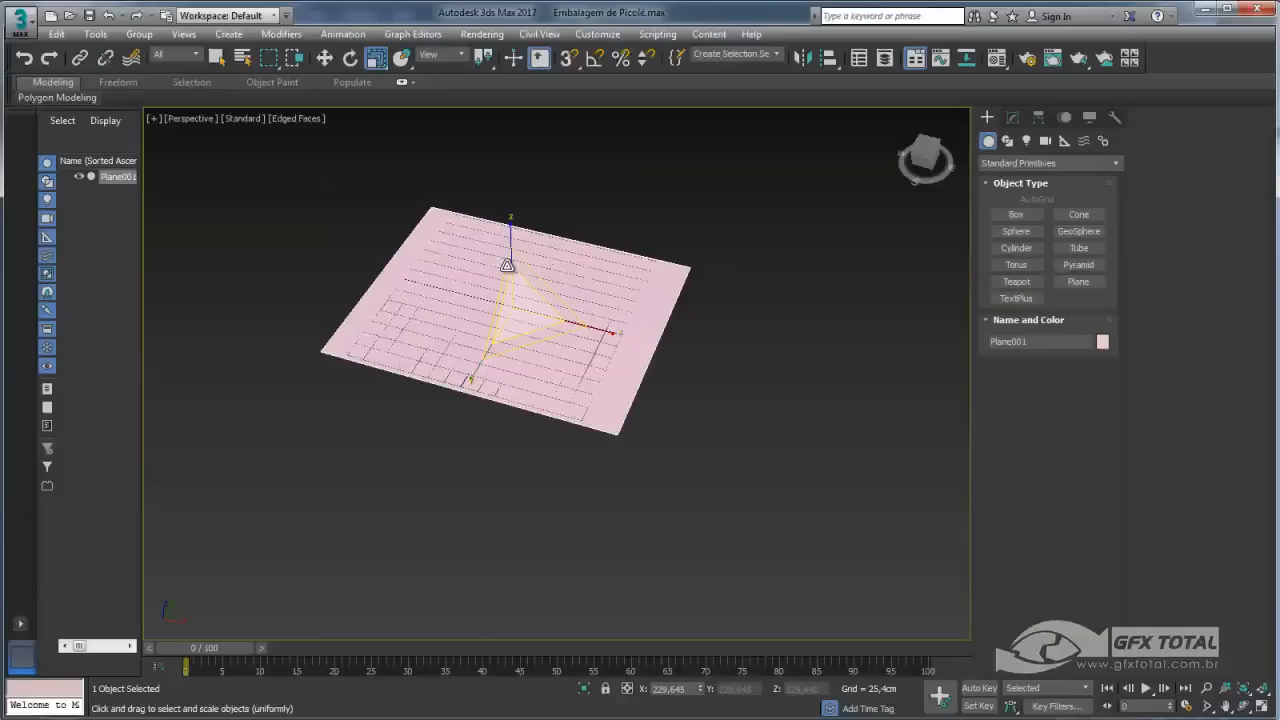 Workspace: Default
Autodesk 3ds Max 2017 Embalagem de Picolé.max
Type a keyword or phrase
Sign In
MAX
Edit Tools Group Views Create Modifiers Animation Graph Editors Rendering Civil View Customize Scripting Content Help
All
View
Create Selection Se
Modeling Freeform Selection Object Paint Populate
Polygon Modeling
Select Display
Name (Sorted Ascer
Plane001
[+] [Perspective] [Standard] [Edged Faces]
z
Standard Primitives
Object Type
AutoGrid
Box Cone
Sphere GeoSphere
Cylinder Tube
Torus Pyramid
Teapot Plane
TextPlus
Name and Color
Plane001
GFX TOTAL
www.gfxtotal.com.br
0 / 100
0 5 10 15 20 25 30 35 40 45 50 55 60 65 70 75 80 85 90 95 100
1 Object Selected
X: 229,645 Y: 229,645 Z: 229,645 Grid = 25,4cm
Auto Key Selected
Welcome to M
Click and drag to select and scale objects (uniformly)
Add Time Tag
Set Key Key Filters...
0